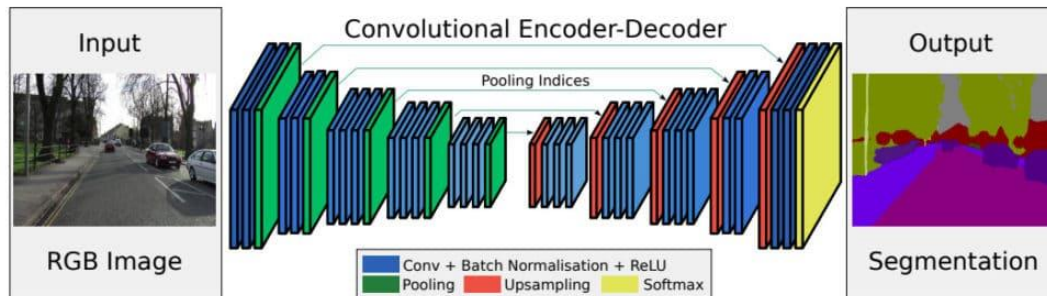 Input
RGB Image
Convolutional Encoder-Decoder
Pooling Indices
Conv + Batch Normalisation + ReLU
Pooling Upsampling Softmax
Output
Segmentation